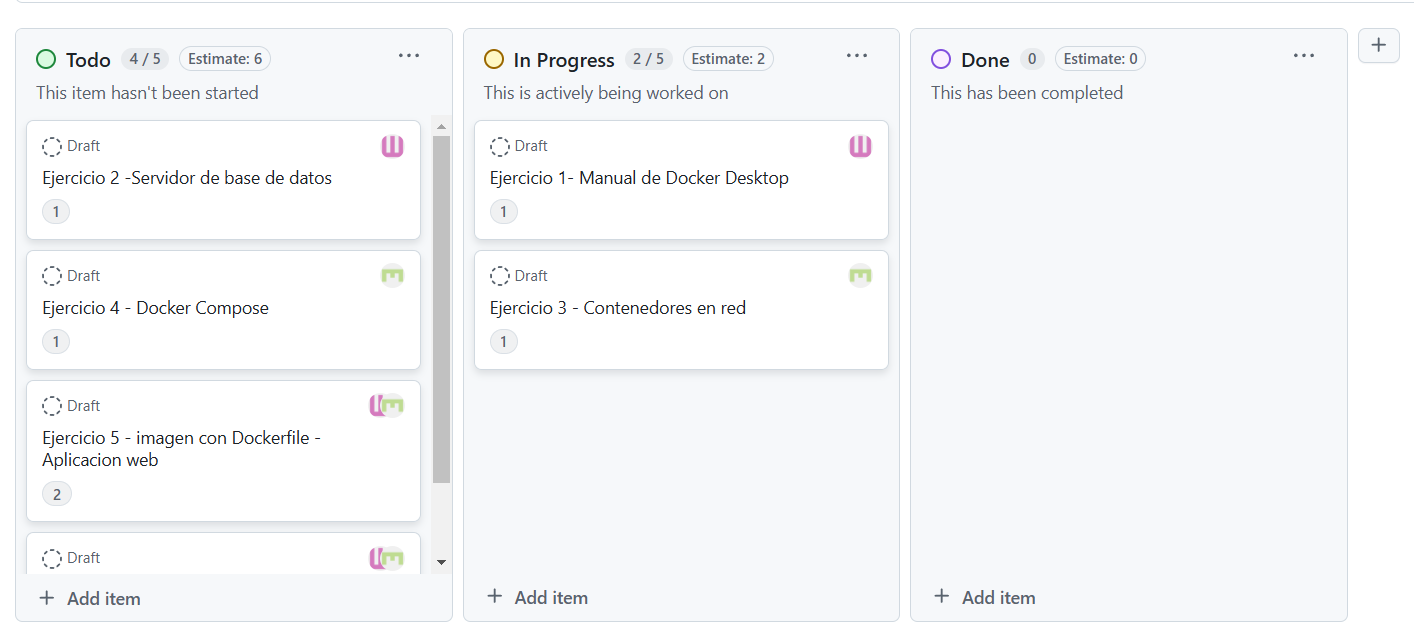 Todo 4 / 5 Estimate: 6
This item hasn't been started
Draft
Ejercicio 2 -Servidor de base de datos
1
Draft
Ejercicio 4 - Docker Compose
1
Draft
Ejercicio 5 - imagen con Dockerfile -
Aplicacion web
2
Draft
Add item
In Progress 2 / 5 Estimate: 2
This is actively being worked on
Draft
Ejercicio 1- Manual de Docker Desktop
1
Draft
Ejercicio 3 - Contenedores en red
1
Add item
Done 0 Estimate: 0
This has been completed
Add item